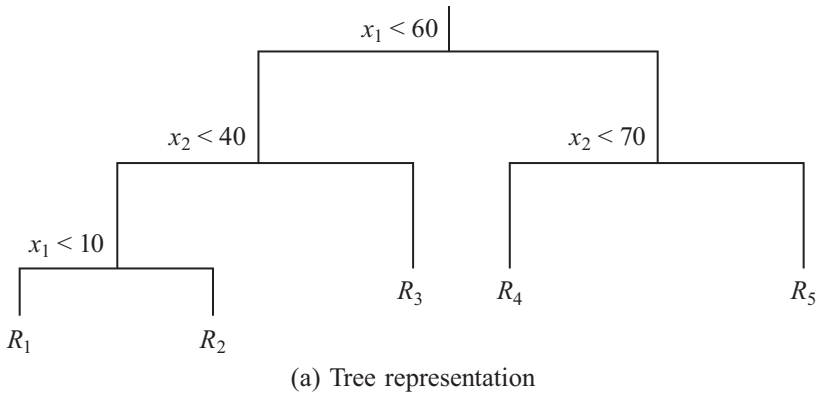 x₁ < 60
x₂ < 40
x₂ < 70
x₁ < 10
R₃
R₄
R₅
R₁
R₂
(a) Tree representation